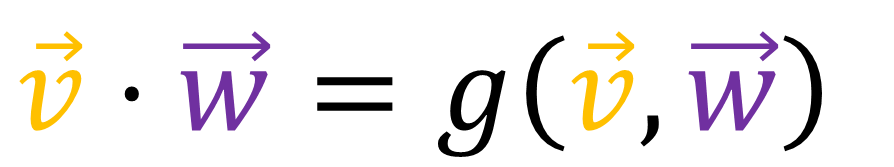 v⃗ · w⃗ = g(v⃗, w⃗)